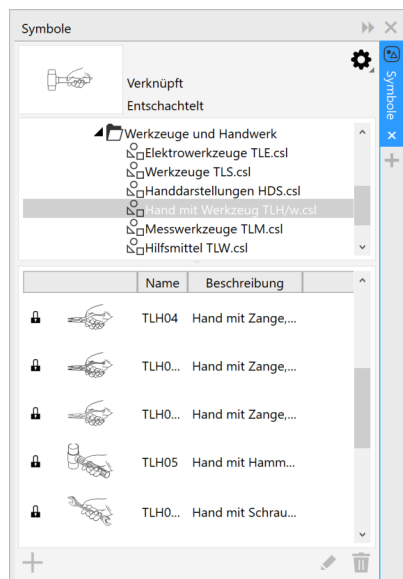 Symbole
Verknüpft
Entschachtelt
Werkzeuge und Handwerk
Elektrowerkzeuge TLE.csl
Werkzeuge TLS.csl
Handdarstellungen HDS.csl
Hand mit Werkzeug TLH/w.csl
Messwerkzeuge TLM.csl
Hilfsmittel TLW.csl
Name Beschreibung
TLH04 Hand mit Zange,...
TLH0... Hand mit Zange,...
TLH0... Hand mit Zange,...
TLH05 Hand mit Hamm...
TLH0... Hand mit Schrau...
Symbole